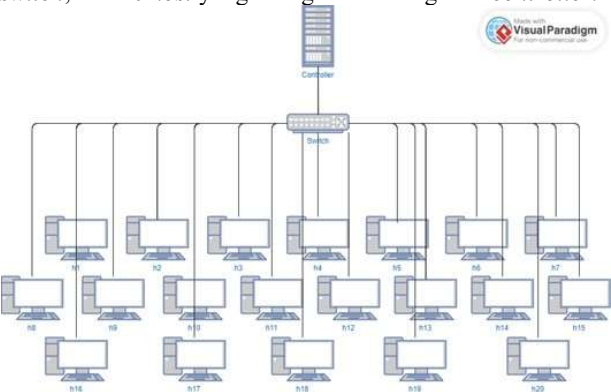 Made with
Visual Paradigm
For non-commercial use
Controller
Switch
h1
h2
h3
h4
h5
h6
h7
h8
h9
h10
h11
h12
h13
h14
h15
h16
h17
h18
h19
h20